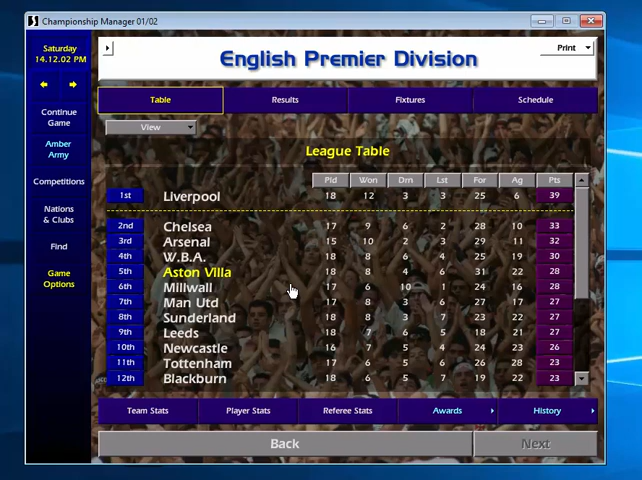 Championship Manager 01/02
Saturday
14.12.02 PM
Continue
Game
Amber
Army
Competitions
Nations
& Clubs
Find
Game
Options
English Premier Division
Print
Table Results Fixtures Schedule
View
League Table
Pld Won Drn Lst For Ag Pts
1st Liverpool 18 12 3 3 25 6 39
2nd Chelsea 17 9 6 2 28 10 33
3rd Arsenal 15 10 2 3 29 11 32
4th W.B.A. 18 8 6 4 25 19 30
5th Aston Villa 18 8 4 6 31 22 28
6th Millwall 17 6 10 1 24 16 28
7th Man Utd 17 8 3 6 27 17 27
8th Sunderland 18 8 3 7 23 22 27
9th Leeds 18 7 6 5 18 21 27
10th Newcastle 16 7 5 4 24 23 26
11th Tottenham 17 6 5 6 26 28 23
12th Blackburn 18 6 5 7 19 22 23
Team Stats Player Stats Referee Stats Awards History
Back Next